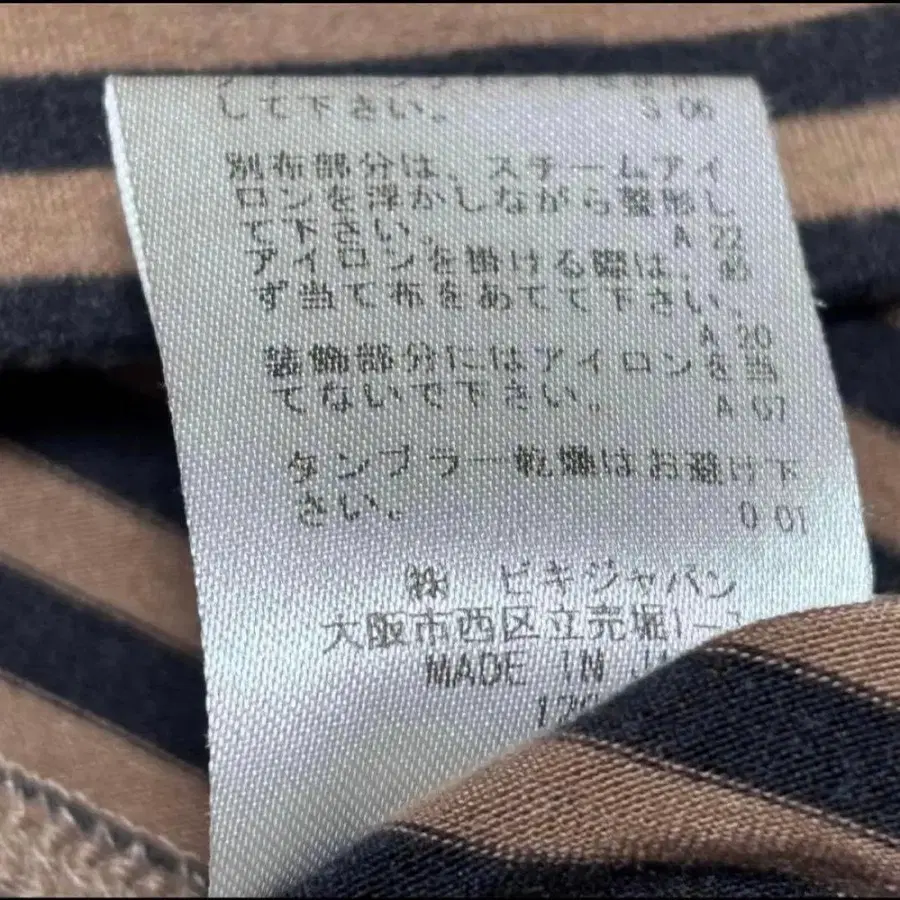 して下さい。 S 06
別布部分は、スチームアイ
ロンを浮かしながら整形し
て下さい。 A 22
アイロンを掛ける際は、必
ず当て布をあてて下さい。
A 20
装飾部分にはアイロンを当
てないで下さい。 A 07
タンブラー乾燥はお避け下
さい。 0 01
㈱ ビキジャパン
大阪市西区立売堀1-
MADE IN